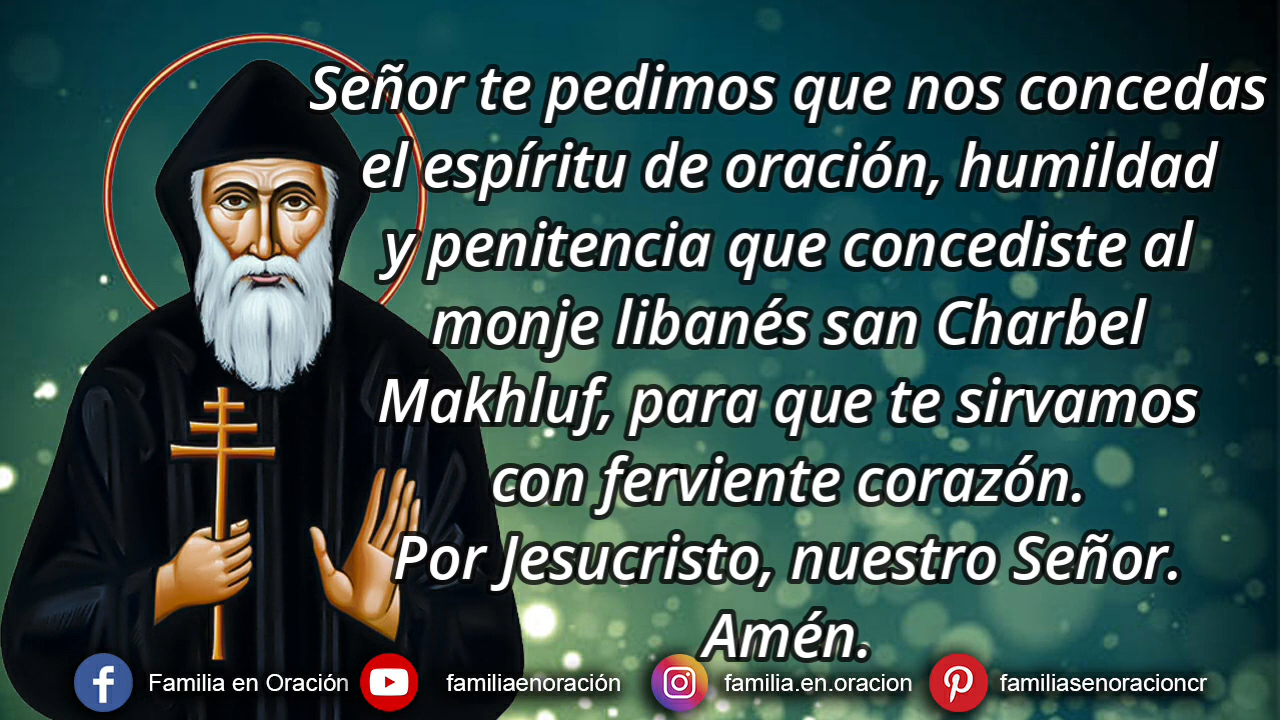 Señor te pedimos que nos concedas
el espíritu de oración, humildad
y penitencia que concediste al
monje libanés san Charbel
Makhluf, para que te sirvamos
con ferviente corazón.
Por Jesucristo, nuestro Señor.
Amén.
Familia en Oración familiaenoración familia.en.oracion familiasenoracioncr